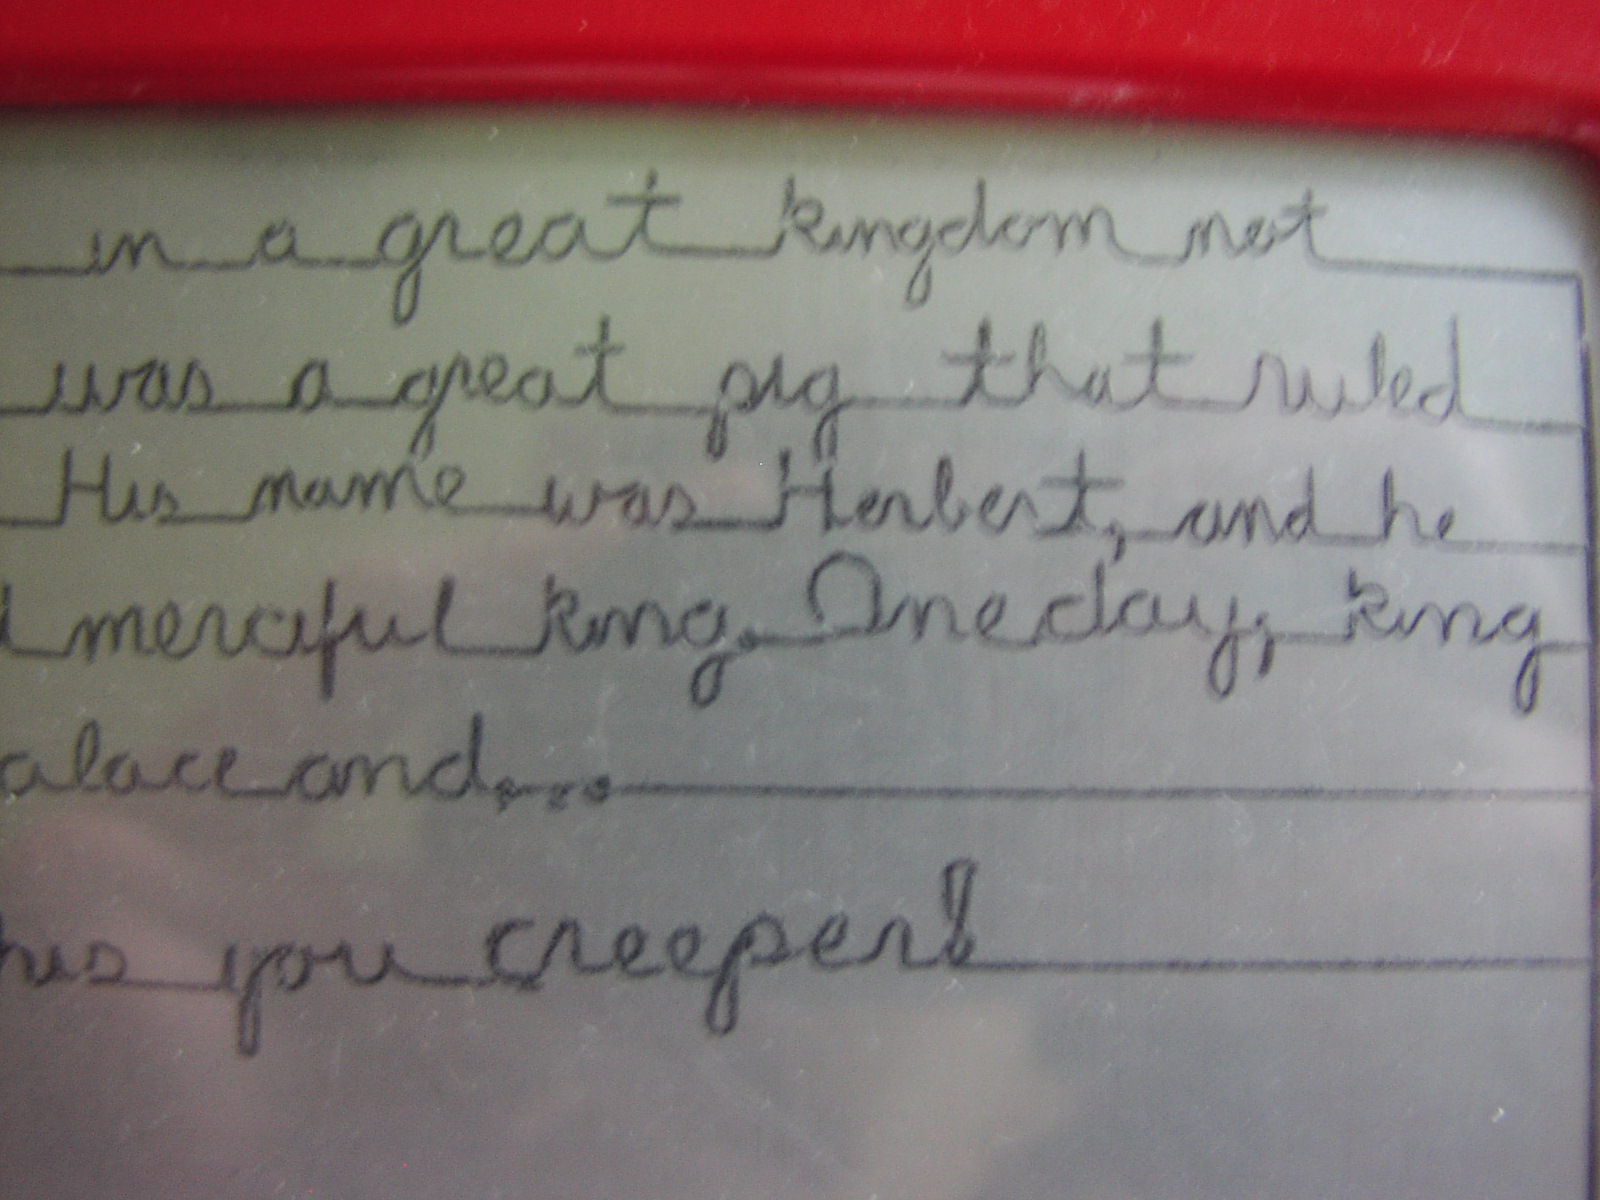 in a great kingdom not
was a great pig that ruled
His name was Herbert, and he
d merciful king. One day, king
alace and...
his you creeper!